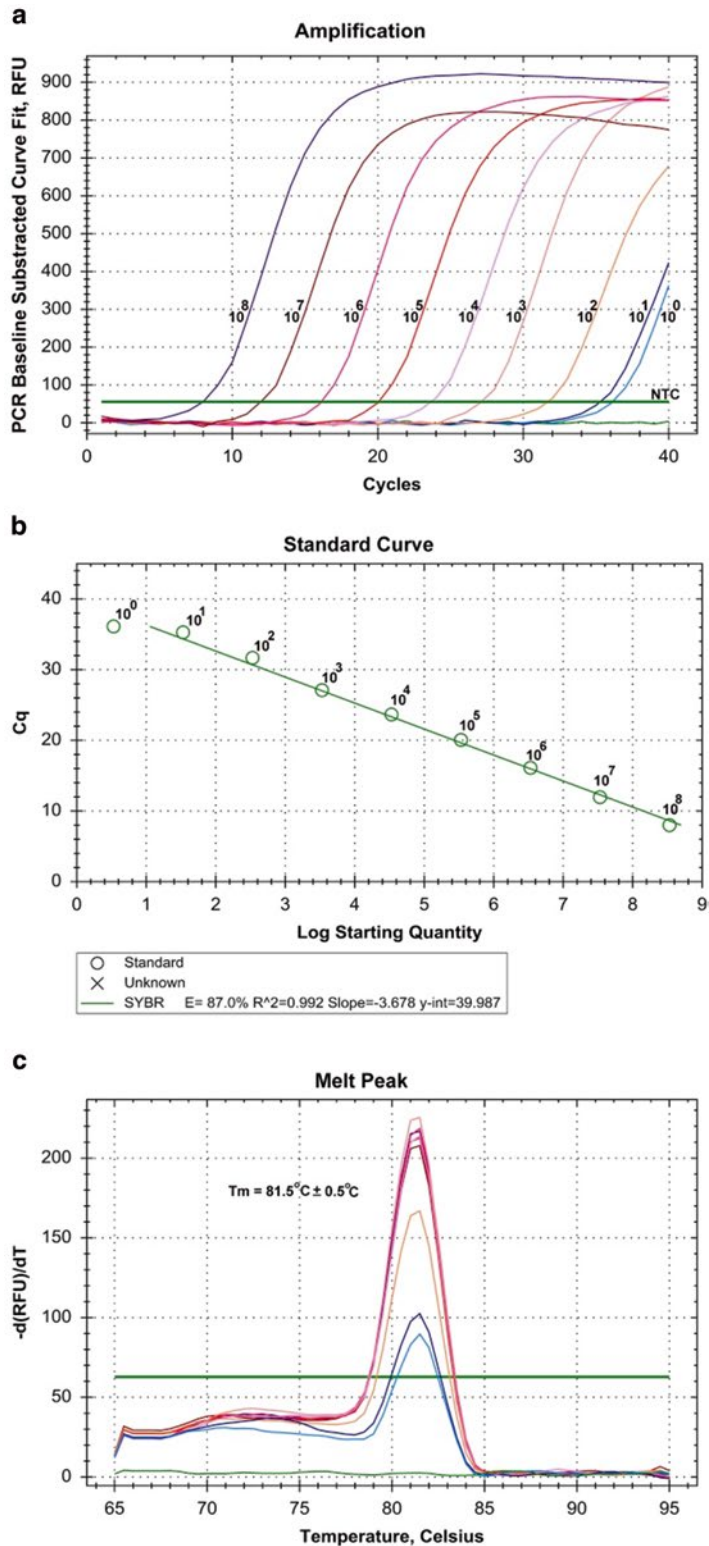 a
Amplification
PCR Baseline Substracted Curve Fit, RFU
900
800
700
600
500
400
300
200
100
0
10^8 10^7 10^6 10^5 10^4 10^3 10^2 10^1 10^0
NTC
0 10 20 30 40
Cycles
b
Standard Curve
Cq
40
30
20
10
0
10^0
10^1
10^2
10^3
10^4
10^5
10^6
10^7
10^8
0 1 2 3 4 5 6 7 8 9
Log Starting Quantity
Standard
Unknown
SYBR E= 87.0% R^2=0.992 Slope=-3.678 y-int=39.987
c
Melt Peak
-d(RFU)/dT
200
150
100
50
0
Tm = 81.5°C ± 0.5°C
65 70 75 80 85 90 95
Temperature, Celsius